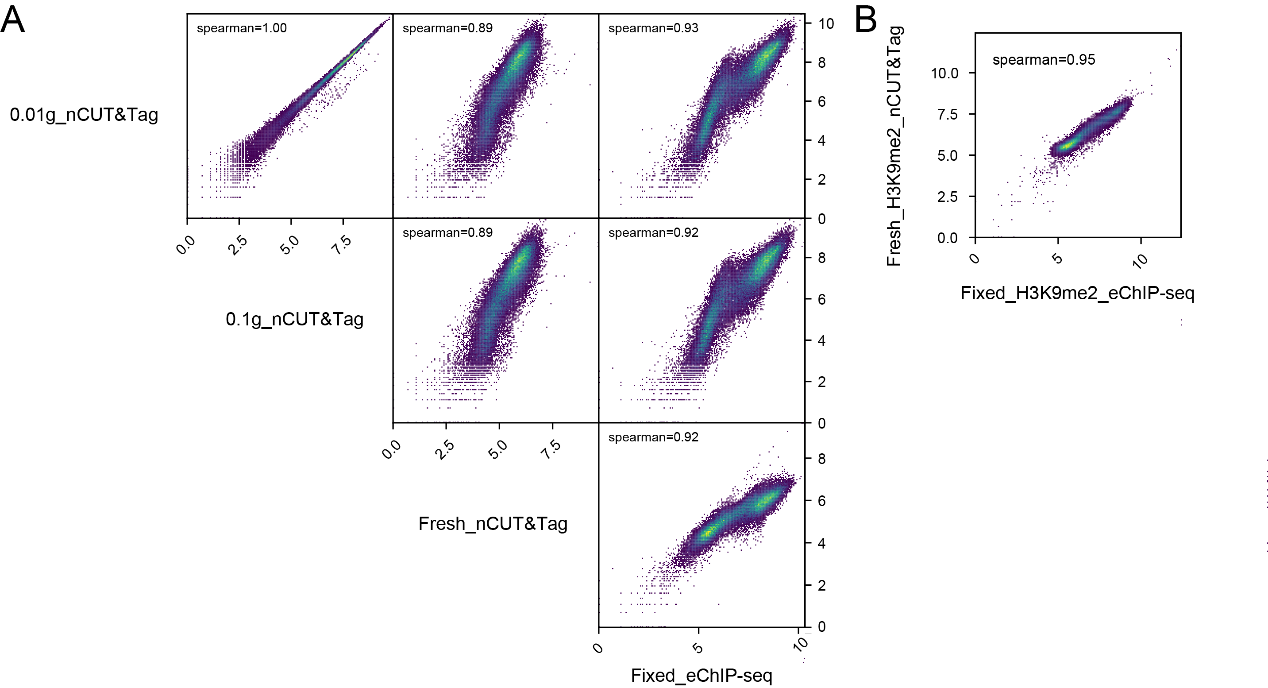 A
B
spearman=1.00
spearman=0.89
spearman=0.93
10
8
6
4
2
0
0.01g_nCUT&Tag
0.0
2.5
5.0
7.5
spearman=0.89
spearman=0.92
8
6
4
2
0
0.1g_nCUT&Tag
0.0
2.5
5.0
7.5
spearman=0.92
8
6
4
2
0
Fresh_nCUT&Tag
0
5
10
Fixed_eChIP-seq
Fresh_H3K9me2_nCUT&Tag
spearman=0.95
10.0
7.5
5.0
2.5
0.0
0
5
10
Fixed_H3K9me2_eChIP-seq